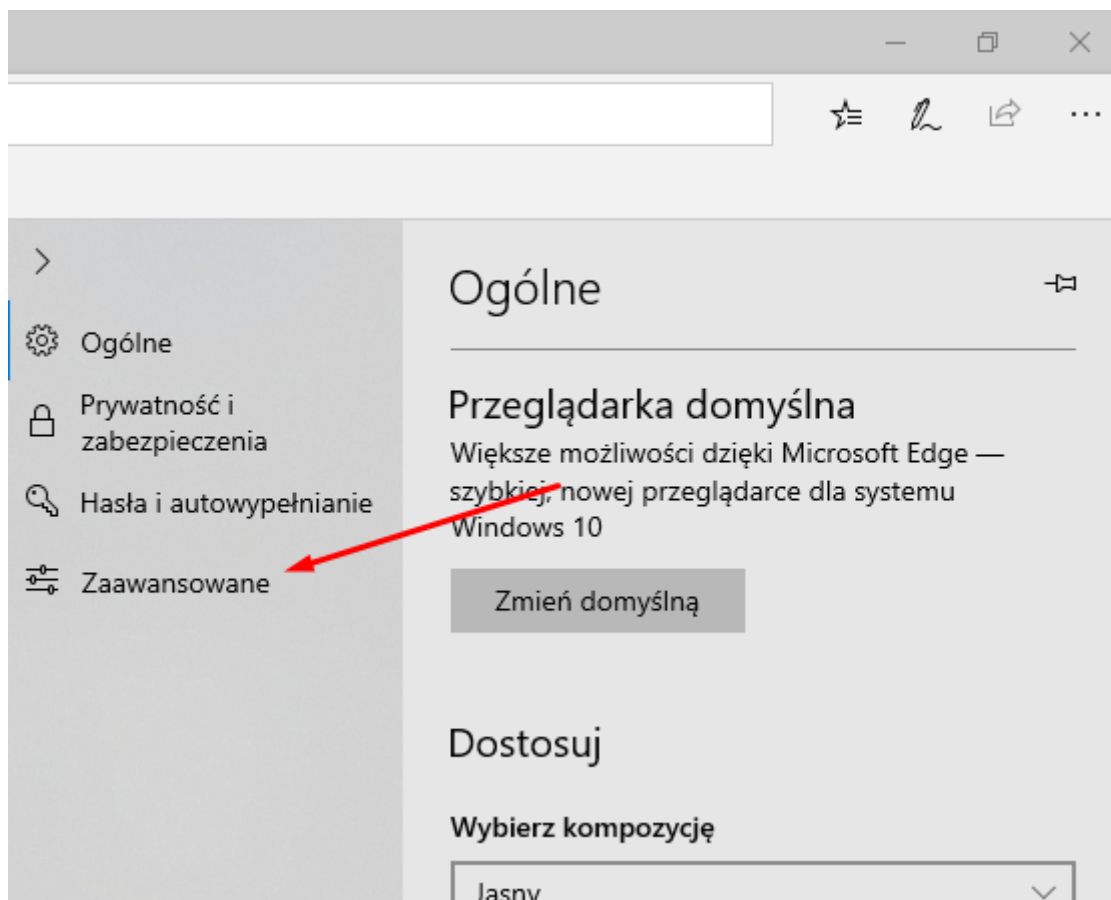 Ogólne
Prywatność i
zabezpieczenia
Hasła i autowypełnianie
Zaawansowane
Ogólne
Przeglądarka domyślna
Większe możliwości dzięki Microsoft Edge —
szybkiej, nowej przeglądarce dla systemu
Windows 10
Zmień domyślną
Dostosuj
Wybierz kompozycję
Jasny